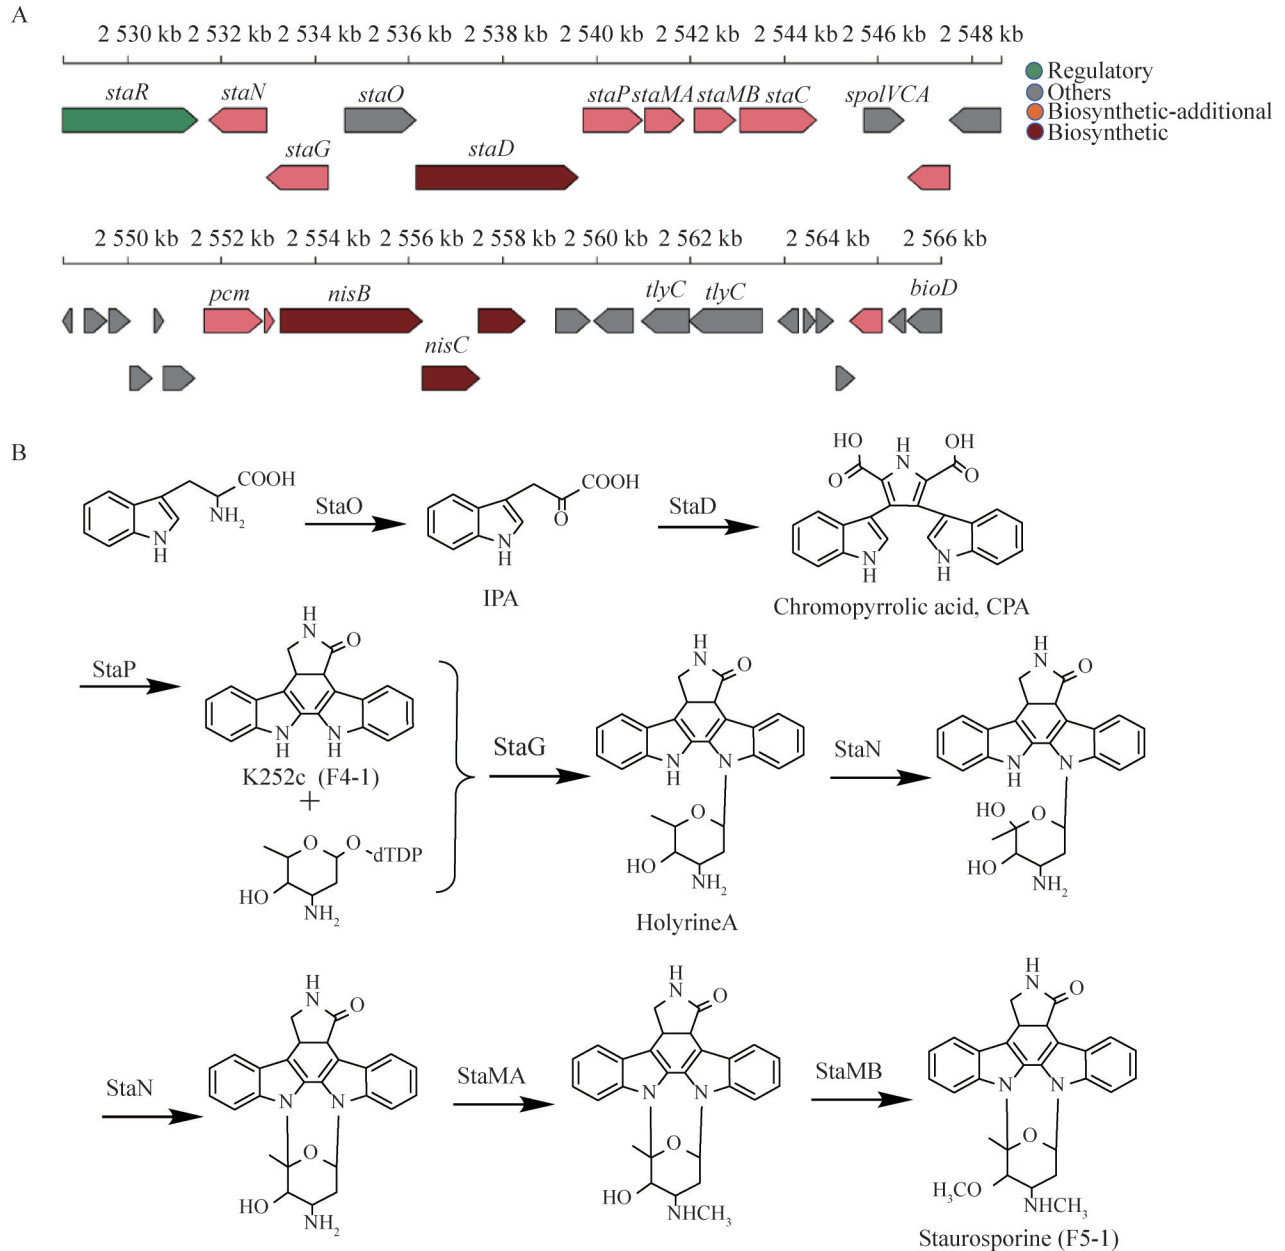 A
2 530 kb 2 532 kb 2 534 kb 2 536 kb 2 538 kb 2 540 kb 2 542 kb 2 544 kb 2 546 kb 2 548 kb
Regulatory
Others
Biosynthetic-additional
Biosynthetic
staR staN staO staP staMA staMB staC spolVCA
staG staD
2 550 kb 2 552 kb 2 554 kb 2 556 kb 2 558 kb 2 560 kb 2 562 kb 2 564 kb 2 566 kb
pcm nisB tlyC tlyC bioD
nisC
B
COOH
NH2
N
H
StaO
COOH
O
N
H
IPA
StaD
HO H OH
N
O O
N N
H H
Chromopyrrolic acid, CPA
StaP
H
N
O
N N
H H
K252c (F4-1)
+
O O
dTDP
HO
NH2
StaG
H
N
O
N N
H
O
HO
NH2
HolyrineA
StaN
H
N
O
N N
H
HO O
HO
NH2
StaN
H
N
O
N N
O
HO
NH2
StaMA
H
N
O
N N
O
HO
NHCH3
StaMB
H
N
O
N N
O
H3CO
NHCH3
Staurosporine (F5-1)